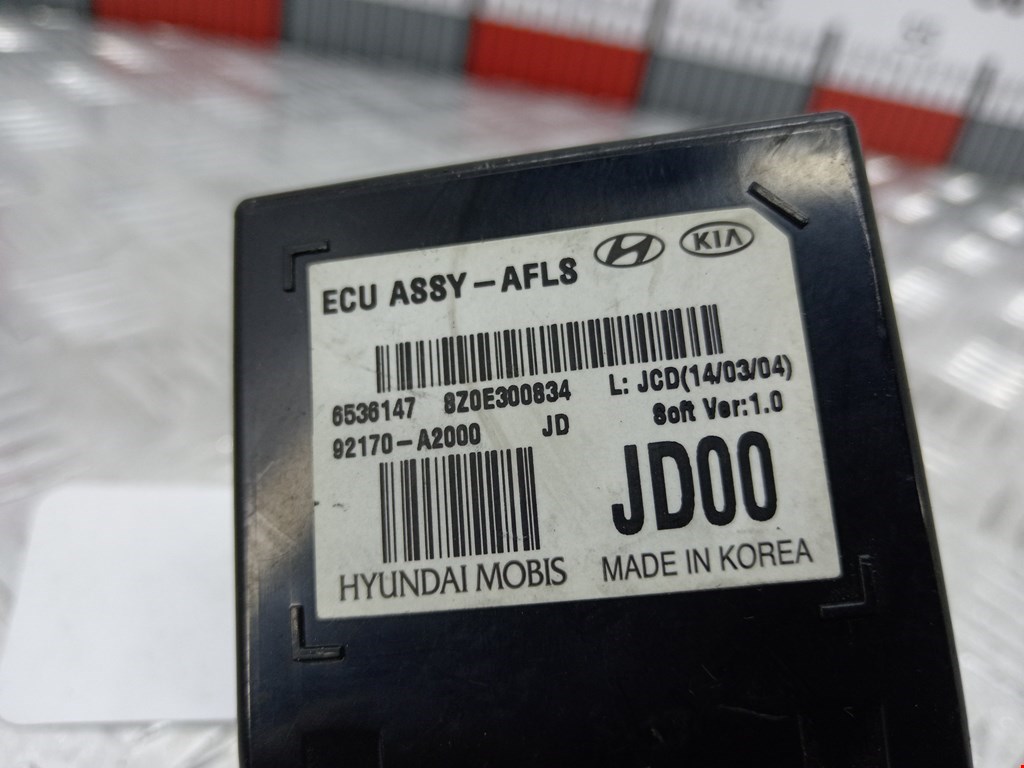 ECU ASSY-AFLS
KIA
6536147 8Z0E300834 L: JCD(14/03/04)
92170-A2000 JD Soft Ver:1.0
JD00
HYUNDAI MOBIS MADE IN KOREA